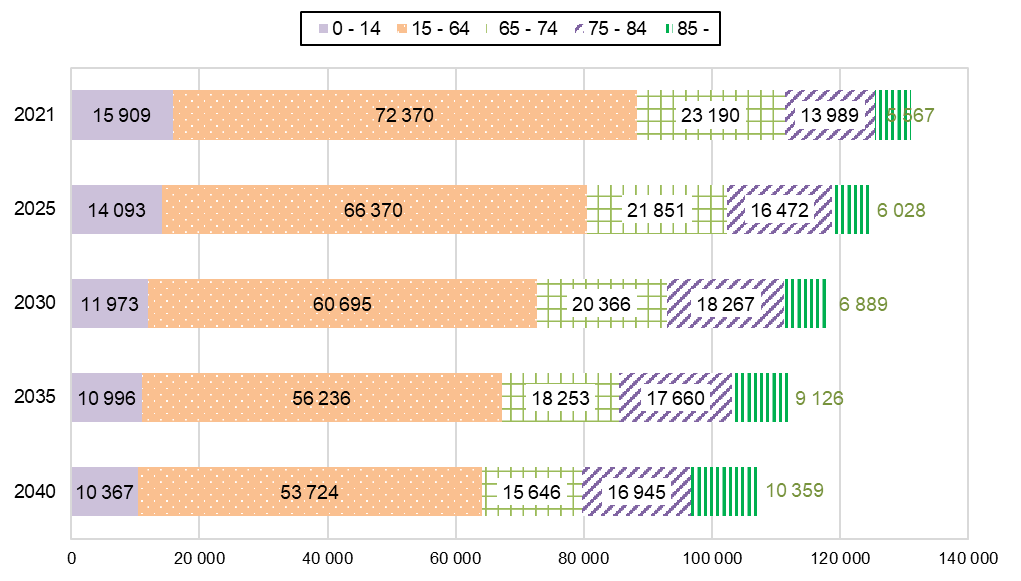 0 - 14 15 - 64 65 - 74 75 - 84 85 -
2021 15 909 72 370 23 190 13 989
2025 14 093 66 370 21 851 16 472 6 028
2030 11 973 60 695 20 366 18 267 6 889
2035 10 996 56 236 18 253 17 660 9 126
2040 10 367 53 724 15 646 16 945 10 359
0 20 000 40 000 60 000 80 000 100 000 120 000 140 000